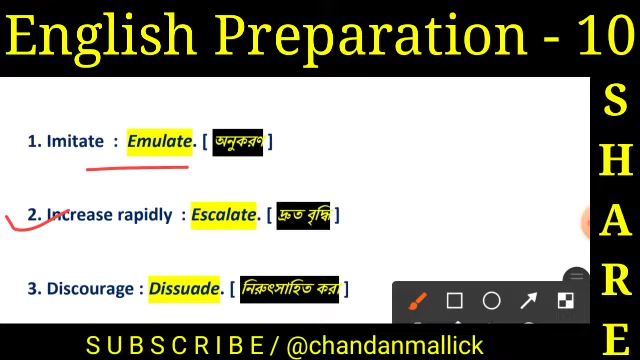 English Preparation - 10
1. Imitate : Emulate. [ অনুকরণ ]
2. Increase rapidly : Escalate. [ দ্রুত বৃদ্ধি ]
3. Discourage : Dissuade. [ নিরুৎসাহিত করা ]
SUBSCRIBE / @chandanmallick
S
H
A
R
E